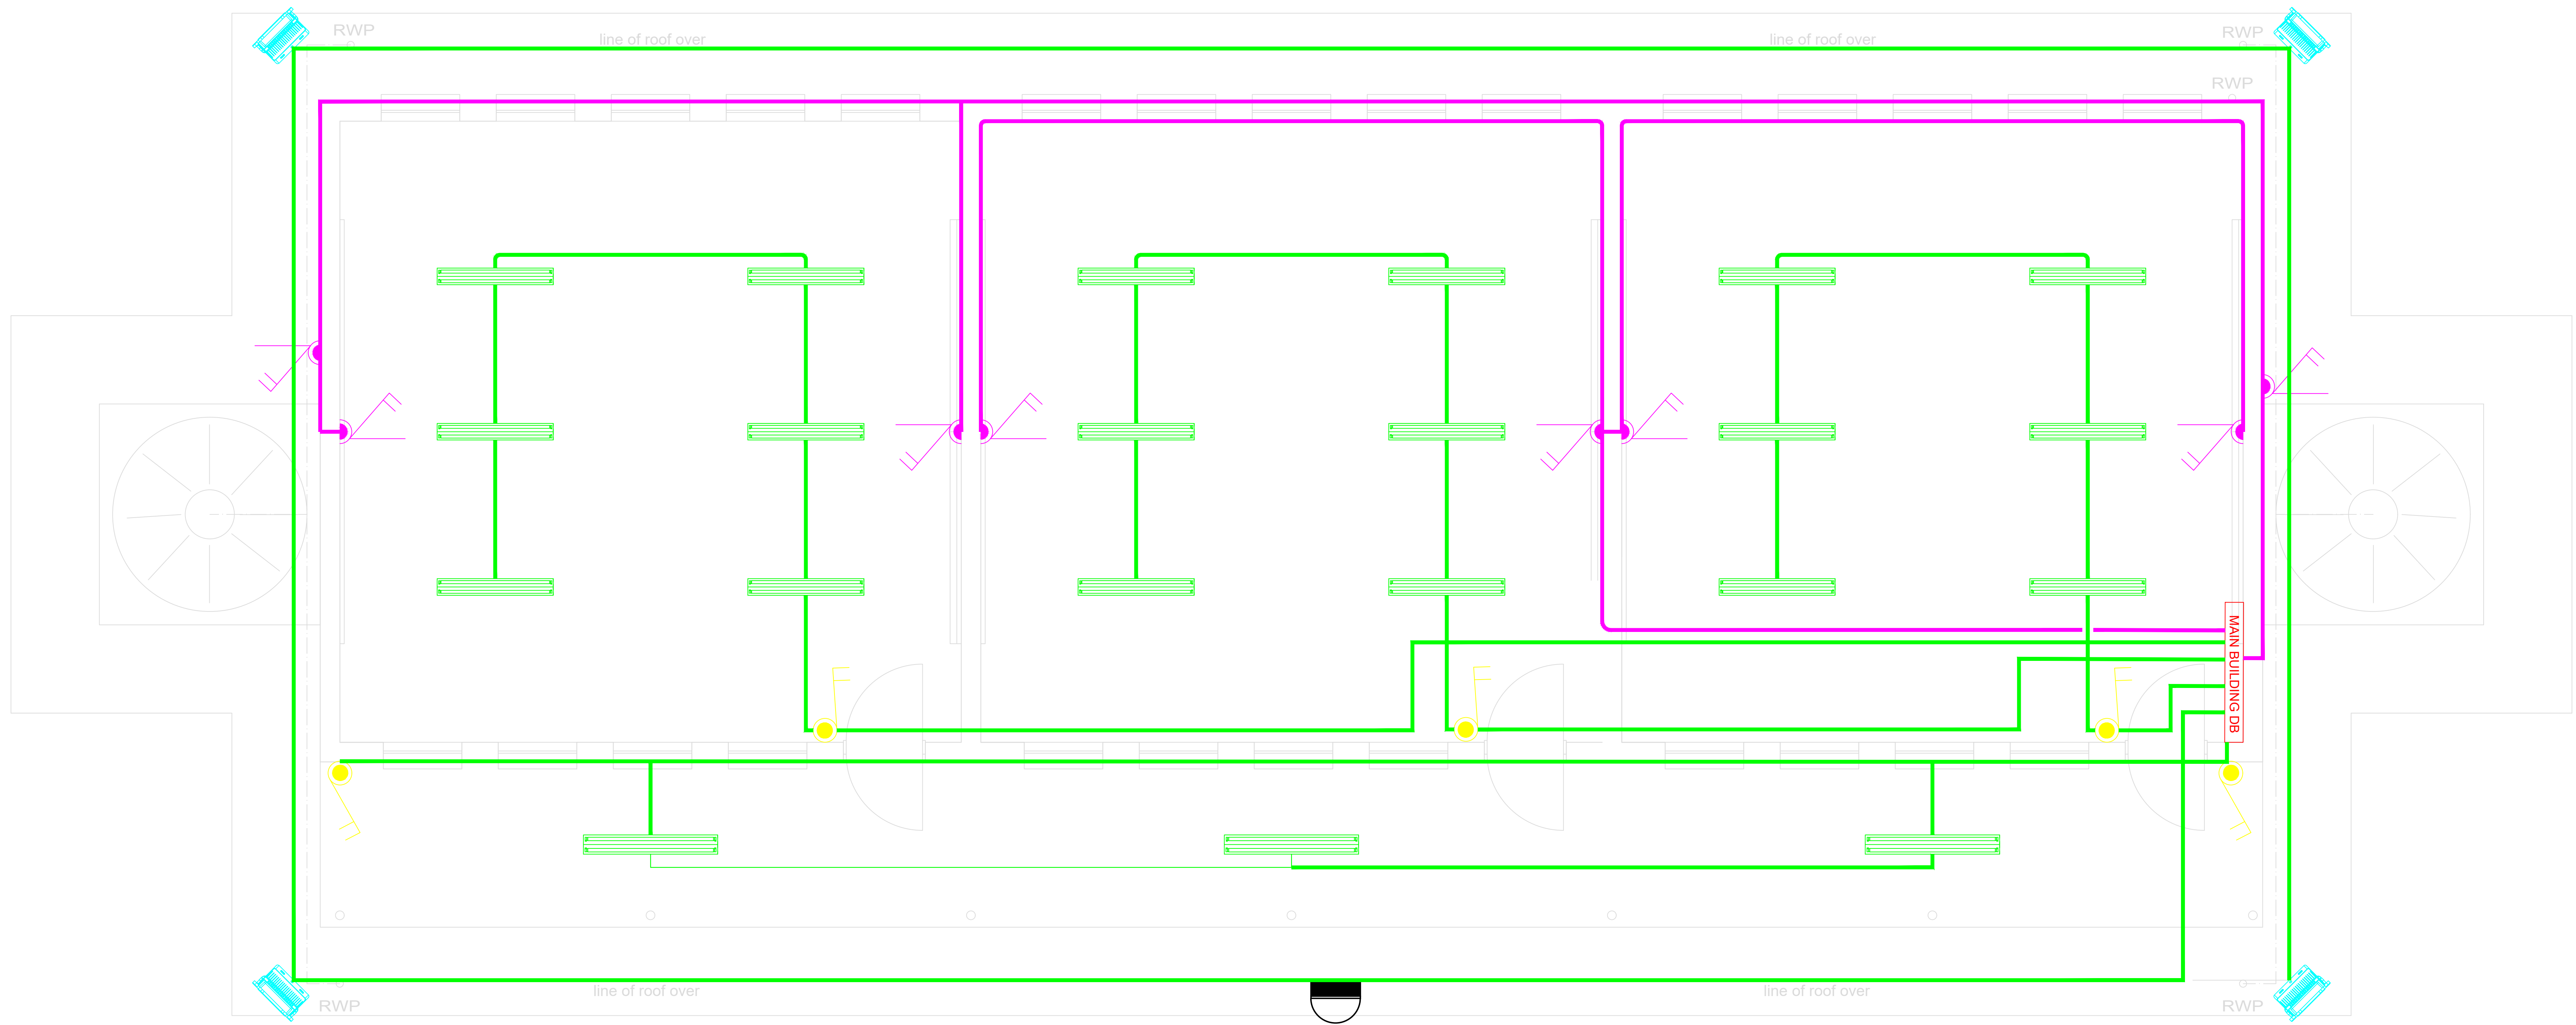 RWP
RWP
line of roof over
line of roof over
RWP
MAIN BUILDING DB
line of roof over
line of roof over
RWP
RWP